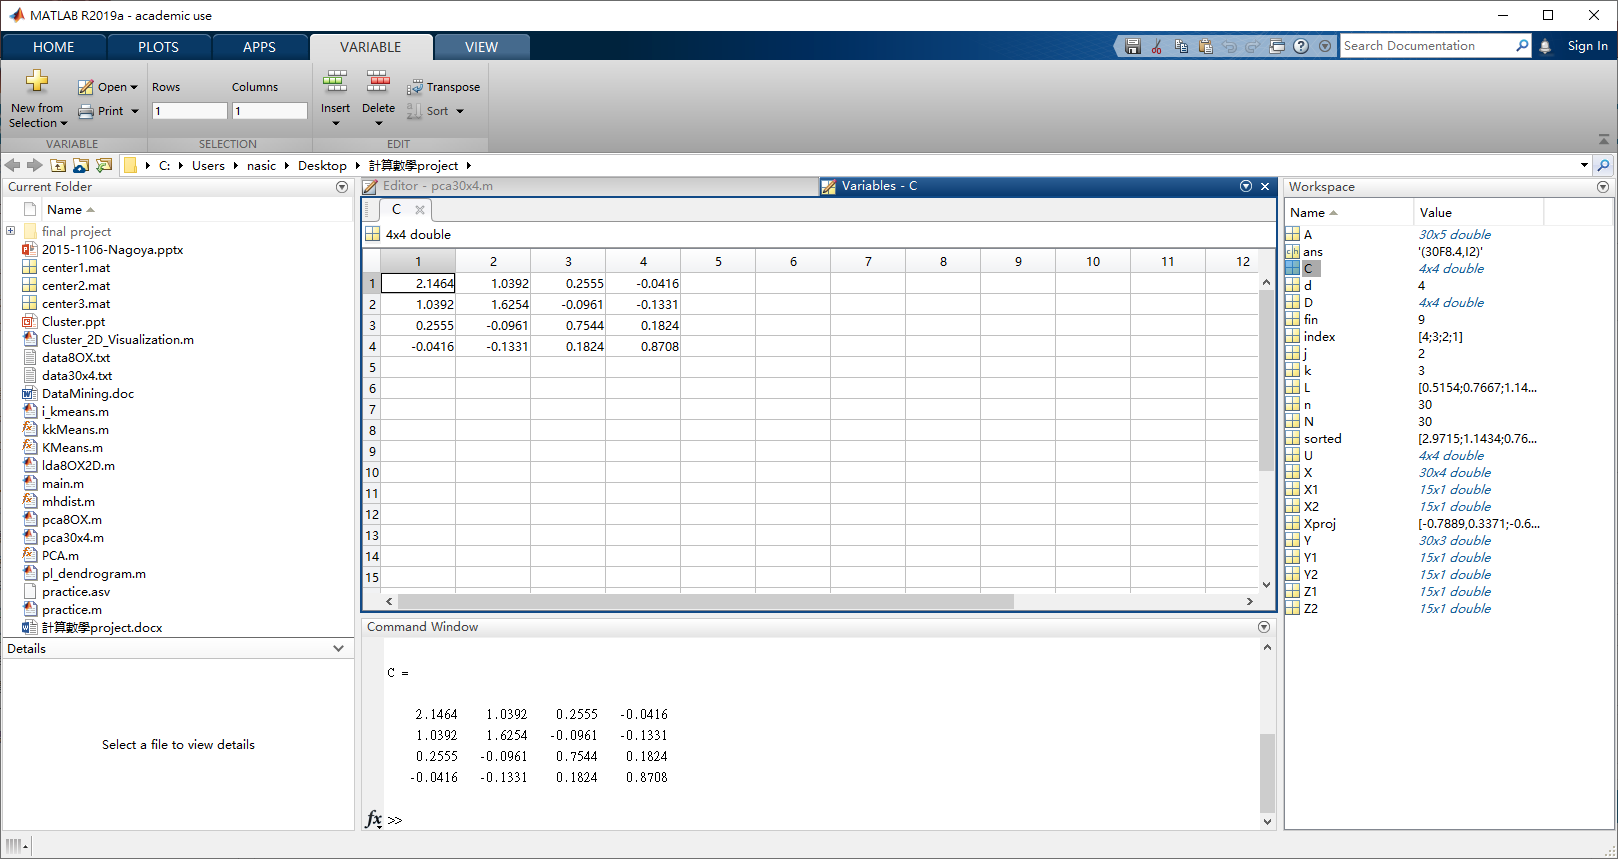 MATLAB R2019a - academic use
HOME PLOTS APPS VARIABLE VIEW
Search Documentation Sign In
New from Selection
Open
Print
VARIABLE
Rows Columns
1 1
SELECTION
Insert Delete
Transpose
Sort
EDIT
C: Users nasic Desktop 計算數學project
Current Folder
Name
final project
2015-1106-Nagoya.pptx
center1.mat
center2.mat
center3.mat
Cluster.ppt
Cluster_2D_Visualization.m
data8OX.txt
data30x4.txt
DataMining.doc
i_kmeans.m
kkMeans.m
KMeans.m
lda8OX2D.m
main.m
mhdist.m
pca8OX.m
pca30x4.m
PCA.m
pl_dendrogram.m
practice.asv
practice.m
計算數學project.docx
Details
Select a file to view details
Editor - pca30x4.m
Variables - C
C
4x4 double
1 2 3 4 5 6 7 8 9 10 11 12
1 2.1464 1.0392 0.2555 -0.0416
2 1.0392 1.6254 -0.0961 -0.1331
3 0.2555 -0.0961 0.7544 0.1824
4 -0.0416 -0.1331 0.1824 0.8708
5
6
7
8
9
10
11
12
13
14
15
Command Window
C =
2.1464 1.0392 0.2555 -0.0416
1.0392 1.6254 -0.0961 -0.1331
0.2555 -0.0961 0.7544 0.1824
-0.0416 -0.1331 0.1824 0.8708
fx >>
Workspace
Name Value
A 30x5 double
ans '(30F8.4,I2)'
C 4x4 double
d 4
D 4x4 double
fin 9
index [4;3;2;1]
j 2
k 3
L [0.5154;0.7667;1.14...
n 30
N 30
sorted [2.9715;1.1434;0.76...
U 4x4 double
X 30x4 double
X1 15x1 double
X2 15x1 double
Xproj [-0.7889,0.3371;-0.6...
Y 30x3 double
Y1 15x1 double
Y2 15x1 double
Z1 15x1 double
Z2 15x1 double